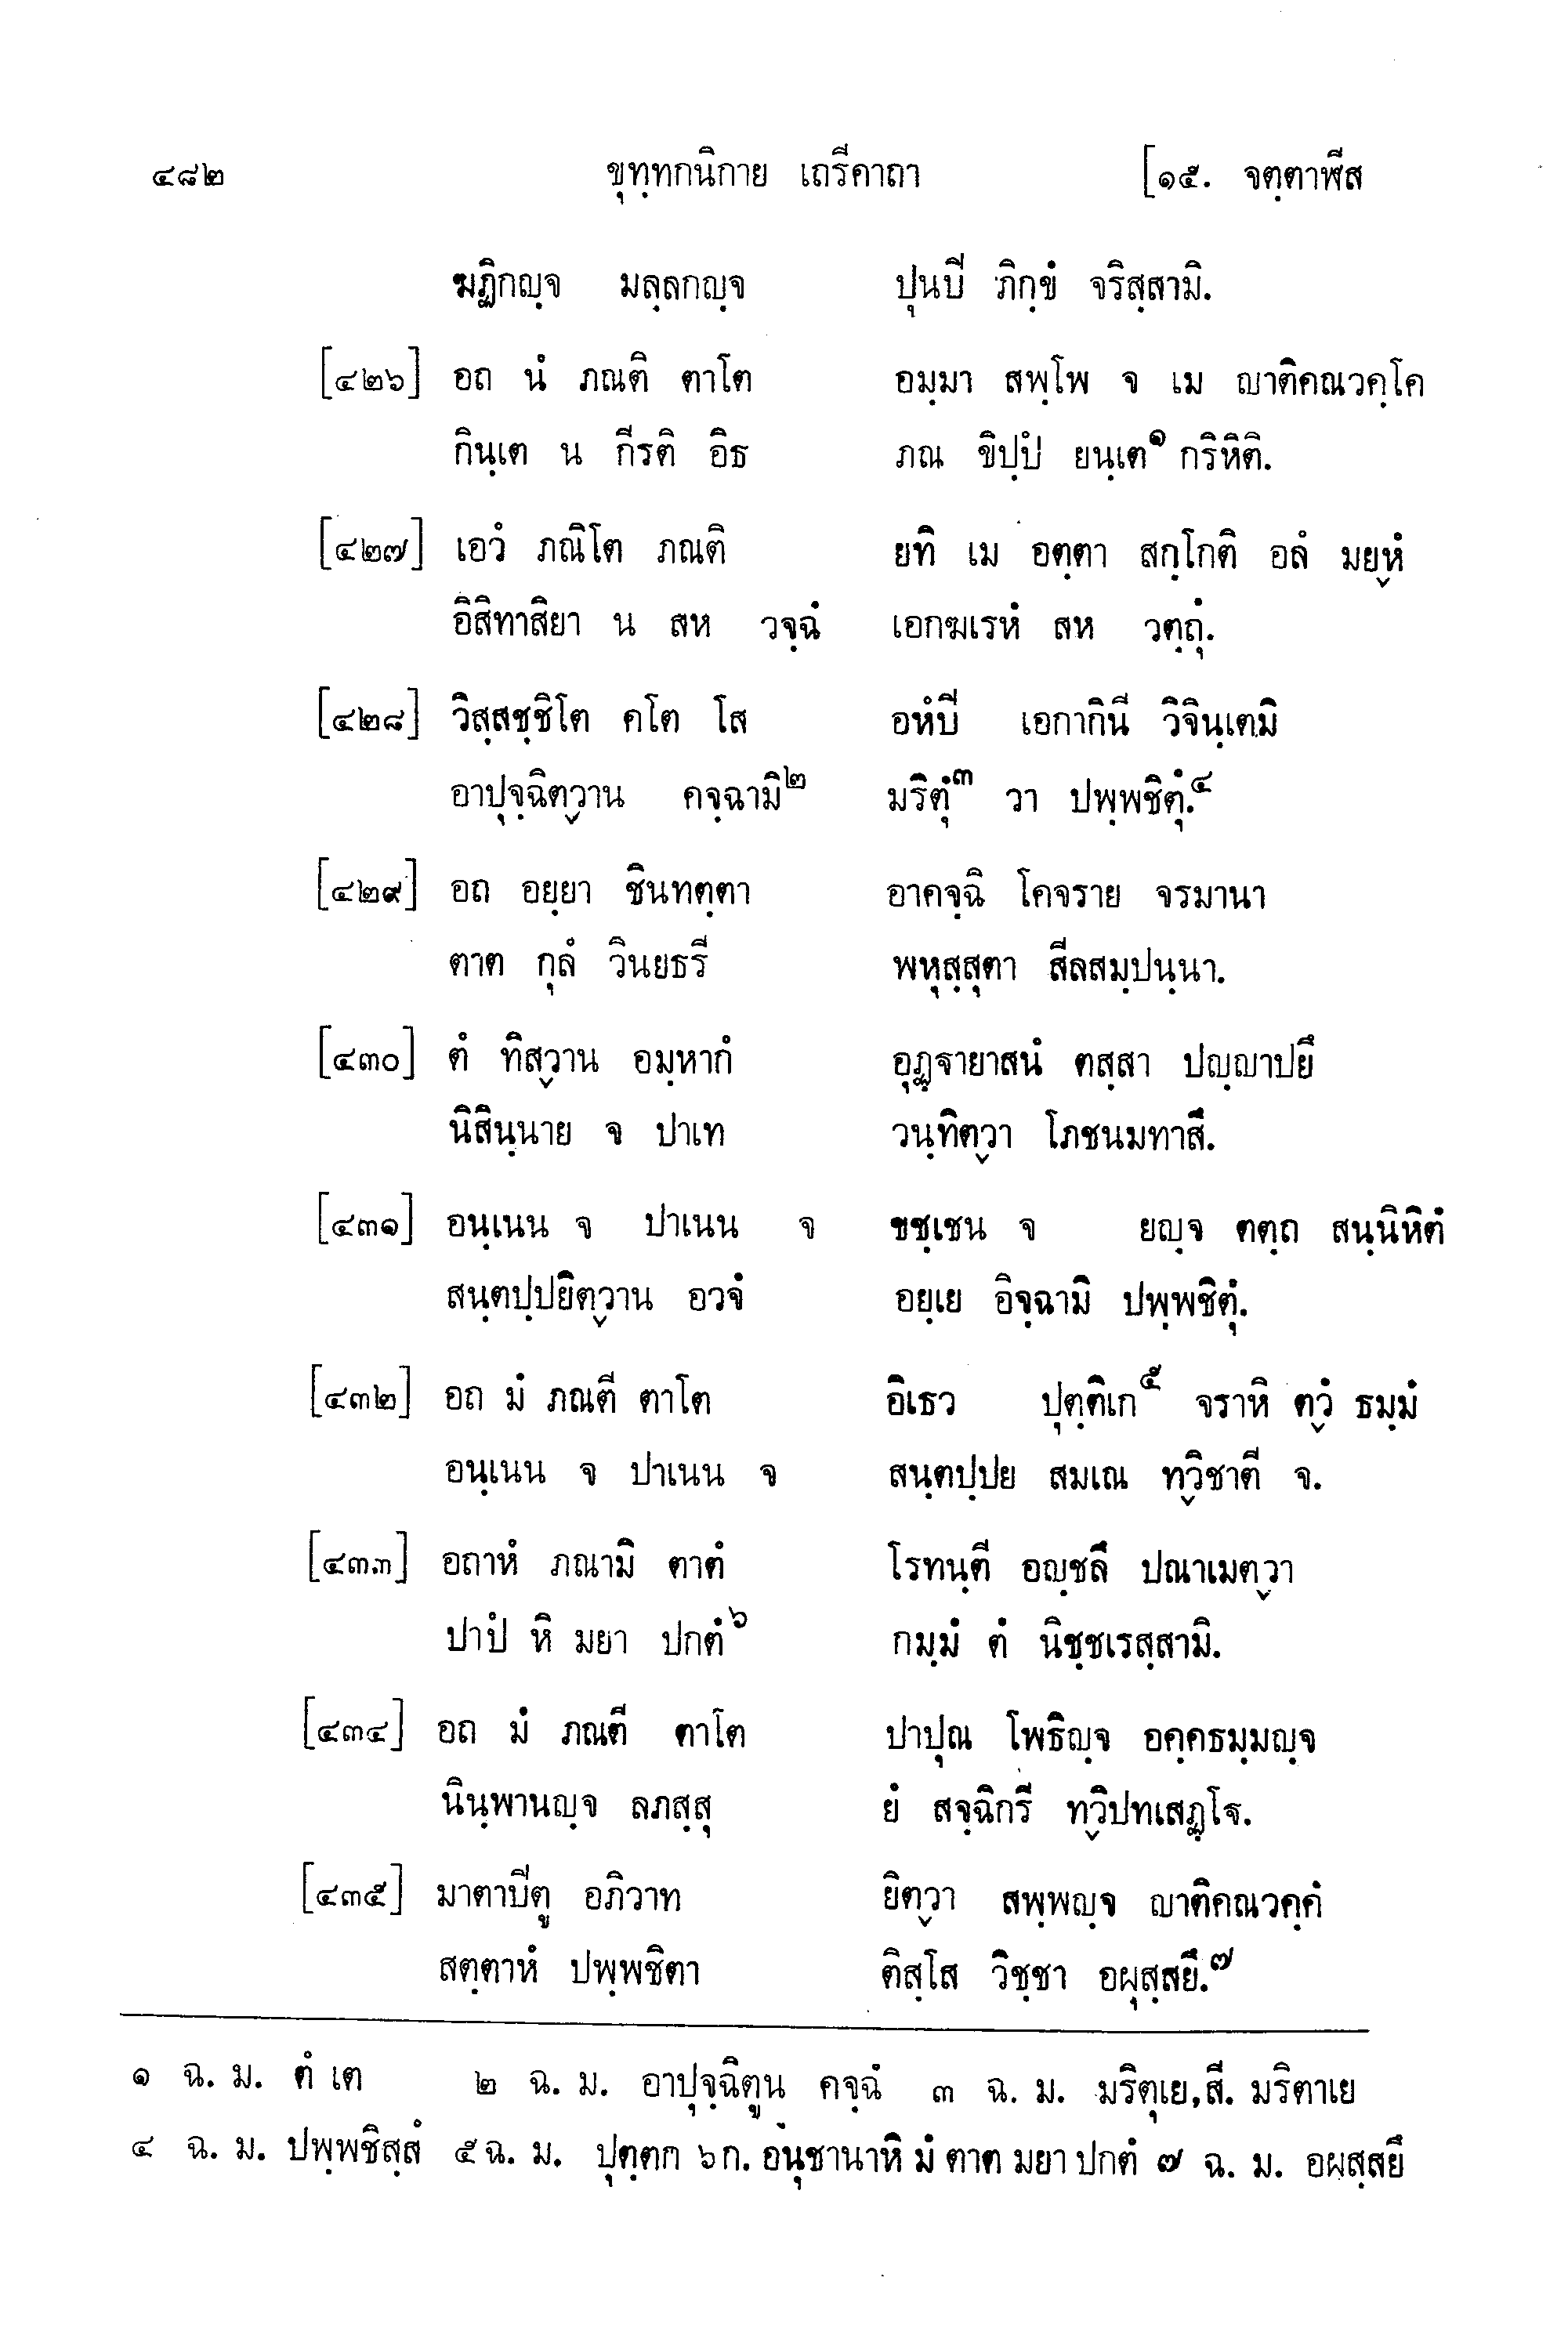 ๔๘๒ ขุทฺทกนิกาย เถรีคาถา [๑๕. จตฺตาฬีส
ฆฏิกญฺจ มลฺลกญฺจ ปุนปิ ภิกฺขํ จริสฺสามิ.
[๔๒๖] อถ นํ ภณติ ตาโต อมฺมา สพฺโพ จ เม ญาติคณวคฺโค
กินฺเต น กีรติ อิธ ภณ ขิปฺปํ ยนฺเต๑ กริหิติ.
[๔๒๗] เอวํ ภณิโต ภณติ ยทิ เม อตฺตา สกฺโกติ อลํ มยฺหํ
อิสิทาสิยา น สห วจฺฉํ เอกฆเรหํ สห วตฺถุํ.
[๔๒๘] วิสฺสชฺชิโต คโต โส อหํปิ เอกากินี วิจินฺเตมิ
อาปุจฺฉิตฺวาน คจฺฉามิ๒ มริตุํ๓ วา ปพฺพชิตุํ.๔
[๔๒๙] อถ อยฺยา ชินทตฺตา อาคจฺฉิ โคจราย จรมานา
ตาต กุลํ วินยธรี พหุสฺสุตา สีลสมฺปนฺนา.
[๔๓๐] ตํ ทิสฺวาน อมฺหากํ อุฏฺฐายาสนํ ตสฺสา ปญฺญาปยึ
นิสินฺนาย จ ปาเท วนฺทิตฺวา โภชนมทาสึ.
[๔๓๑] อนฺเนน จ ปาเนน จ ขชฺเชน จ ยญฺจ ตตฺถ สนฺนิหิตํ
สนฺตปฺปยิตฺวาน อวจํ อยฺเย อิจฺฉามิ ปพฺพชิตุํ.
[๔๓๒] อถ มํ ภณตี ตาโต อิเธว ปุตฺติเก๕ จราหิ ตฺวํ ธมฺมํ
อนฺเนน จ ปาเนน จ สนฺตปฺปย สมเณ ทฺวิชาตี จ.
[๔๓๓] อถาหํ ภณามิ ตาตํ โรทนฺตี อญฺชลึ ปณาเมตฺวา
ปาปํ หิ มยา ปกตํ๖ กมฺมํ ตํ นิชฺชเรสฺสามิ.
[๔๓๔] อถ มํ ภณตี ตาโต ปาปุณ โพธิญฺจ อคฺคธมฺมญฺจ
นิพฺพานญฺจ ลภสฺสุ ยํ สจฺฉิกรี ทฺวิปทเสฏฺโฐ.
[๔๓๕] มาตาปิตู อภิวาท ยิตฺวา สพฺพญฺจ ญาติคณวคฺคํ
สตฺตาหํ ปพฺพชิตา ติสฺโส วิชฺชา อผุสฺสยึ.๗
๑ ฉ. ม. ตํ เต ๒ ฉ. ม. อาปุจฺฉิตูน คจฺฉํ ๓ ฉ. ม. มริตุเย,สี. มริตาเย
๔ ฉ. ม. ปพฺพชิสฺสํ ๕ ฉ. ม. ปุตฺตก ๖ ก. อนุชานาหิ มํ ตาต มยา ปกตํ ๗ ฉ. ม. อผสฺสยึ